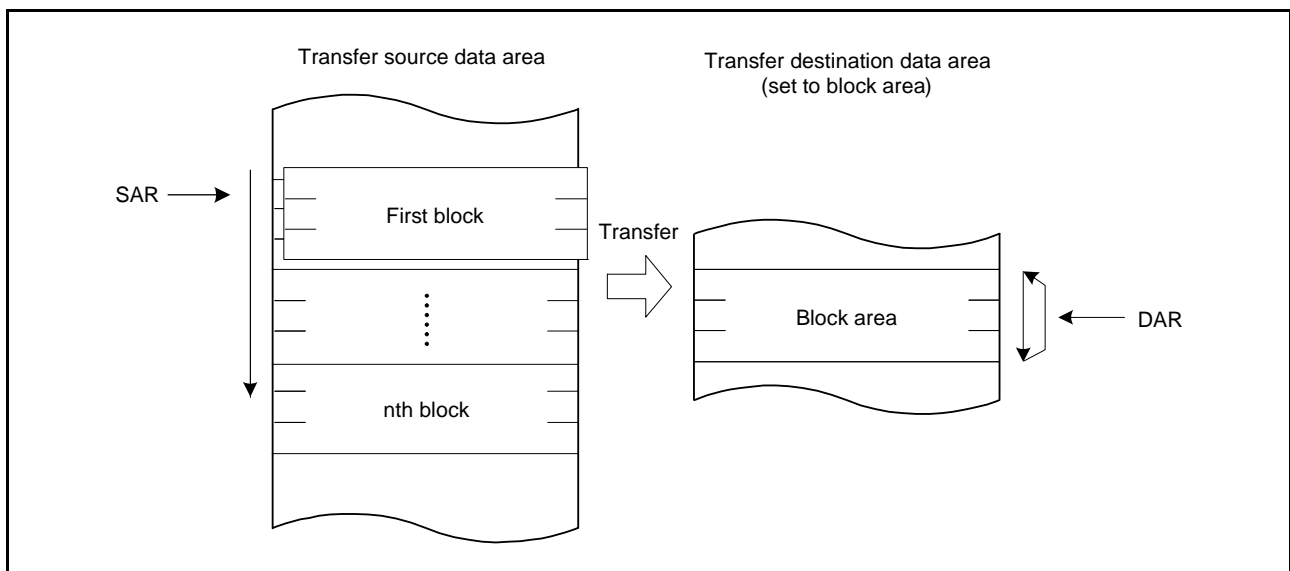 Transfer source data area
Transfer destination data area
(set to block area)
SAR
First block
Transfer
Block area
DAR
nth block